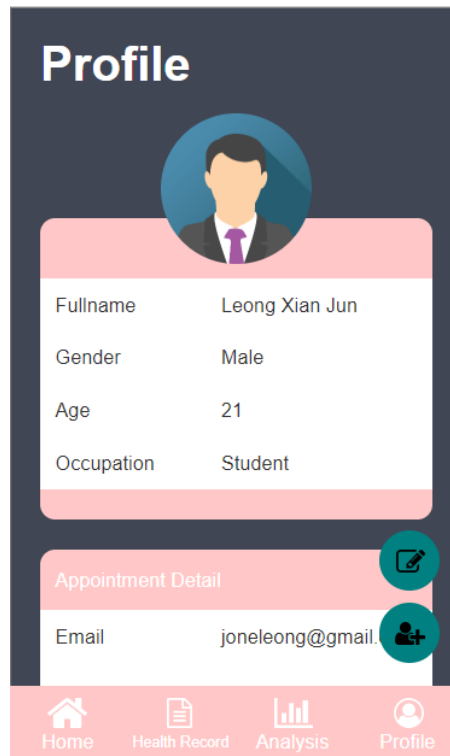 Profile
Fullname Leong Xian Jun
Gender Male
Age 21
Occupation Student
Appointment Detail
Email joneleong@gmail.
Home Health Record Analysis Profile